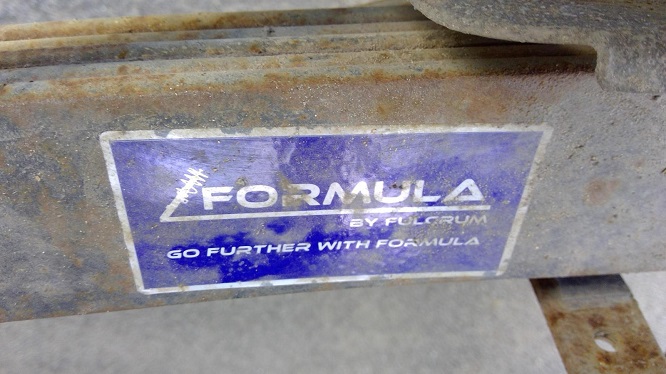 FORMULA
BY FULCRUM
GO FURTHER WITH FORMULA